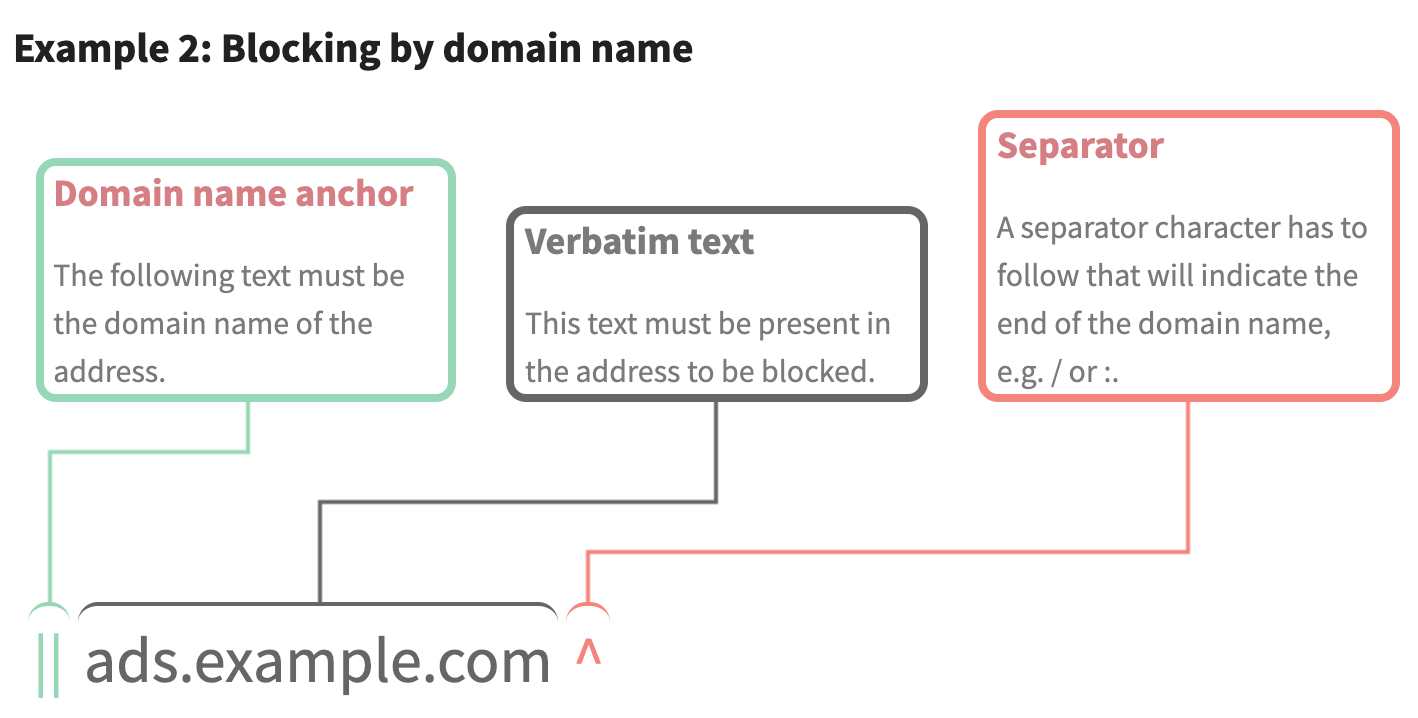 Example 2: Blocking by domain name
Domain name anchor
The following text must be
the domain name of the
address.
Verbatim text
This text must be present in
the address to be blocked.
Separator
A separator character has to
follow that will indicate the
end of the domain name,
e.g. / or :.
|| ads.example.com ^